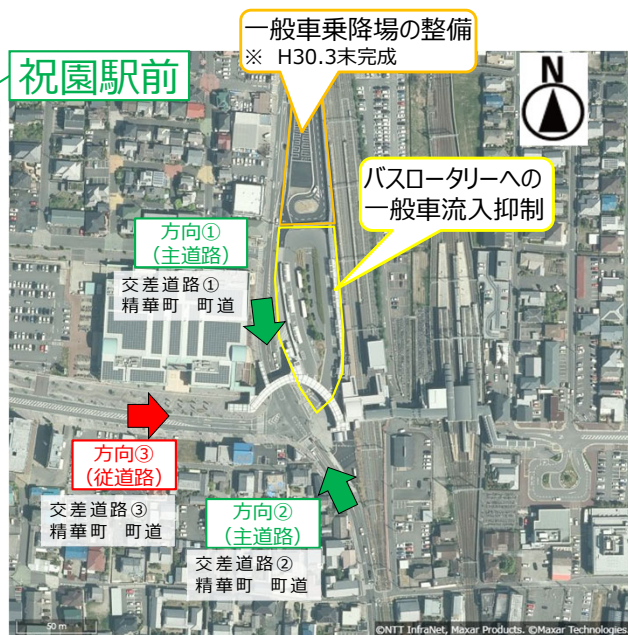 一般車乗降場の整備
※ H30.3末完成
祝園駅前
N
バスロータリーへの
一般車流入抑制
方向①
(主道路)
交差道路①
精華町 町道
方向③
(従道路)
交差道路③
精華町 町道
方向②
(主道路)
交差道路②
精華町 町道
50 m
©NTT InfraNet, Maxar Products. ©Maxar Technologies